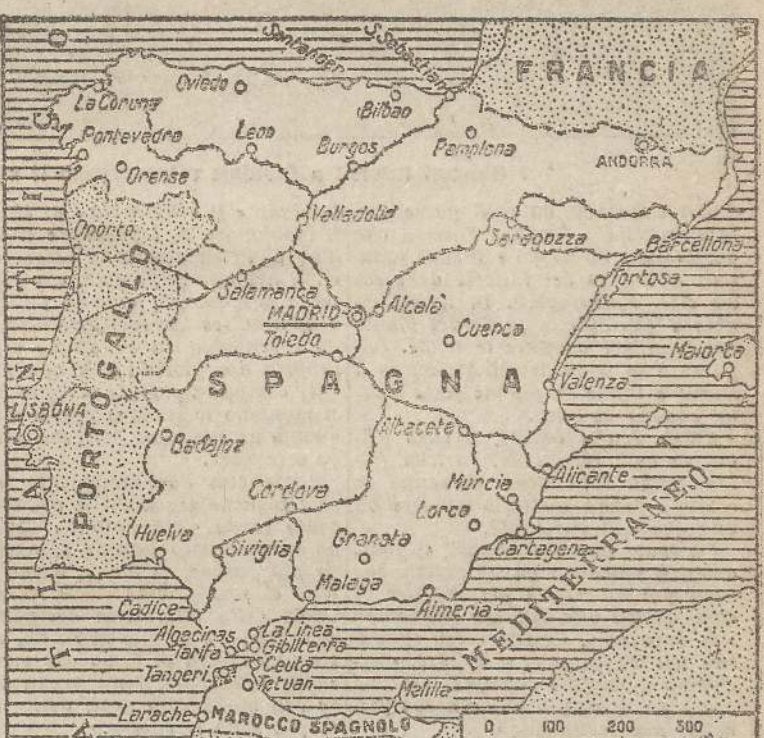 Santander
S. Sebastian
FRANCIA
Oviedo
La Coruna
Bilbao
Pontevedra
Leon
Burgos
Pamplona
ANDORRA
Orense
Valladolid
Oporto
Saragozza
Barcellona
Salamanca
Alcalà
Tortosa
MADRID
Toledo
Cuenca
Maiorca
SPAGNA
Valenza
PORTOGALLO
LISBONA
Badajoz
Albacete
Alicante
Murcia
Cordova
Lorca
Huelva
Siviglia
Granata
Cartagena
MEDITERRANEO
Malaga
Almeria
Cadice
Algeciras
La Linea
Tarifa
Gibilterra
Ceuta
Tangeri
Tetuan
Melilla
Larache
MAROCCO SPAGNOLO
0 100 200 300